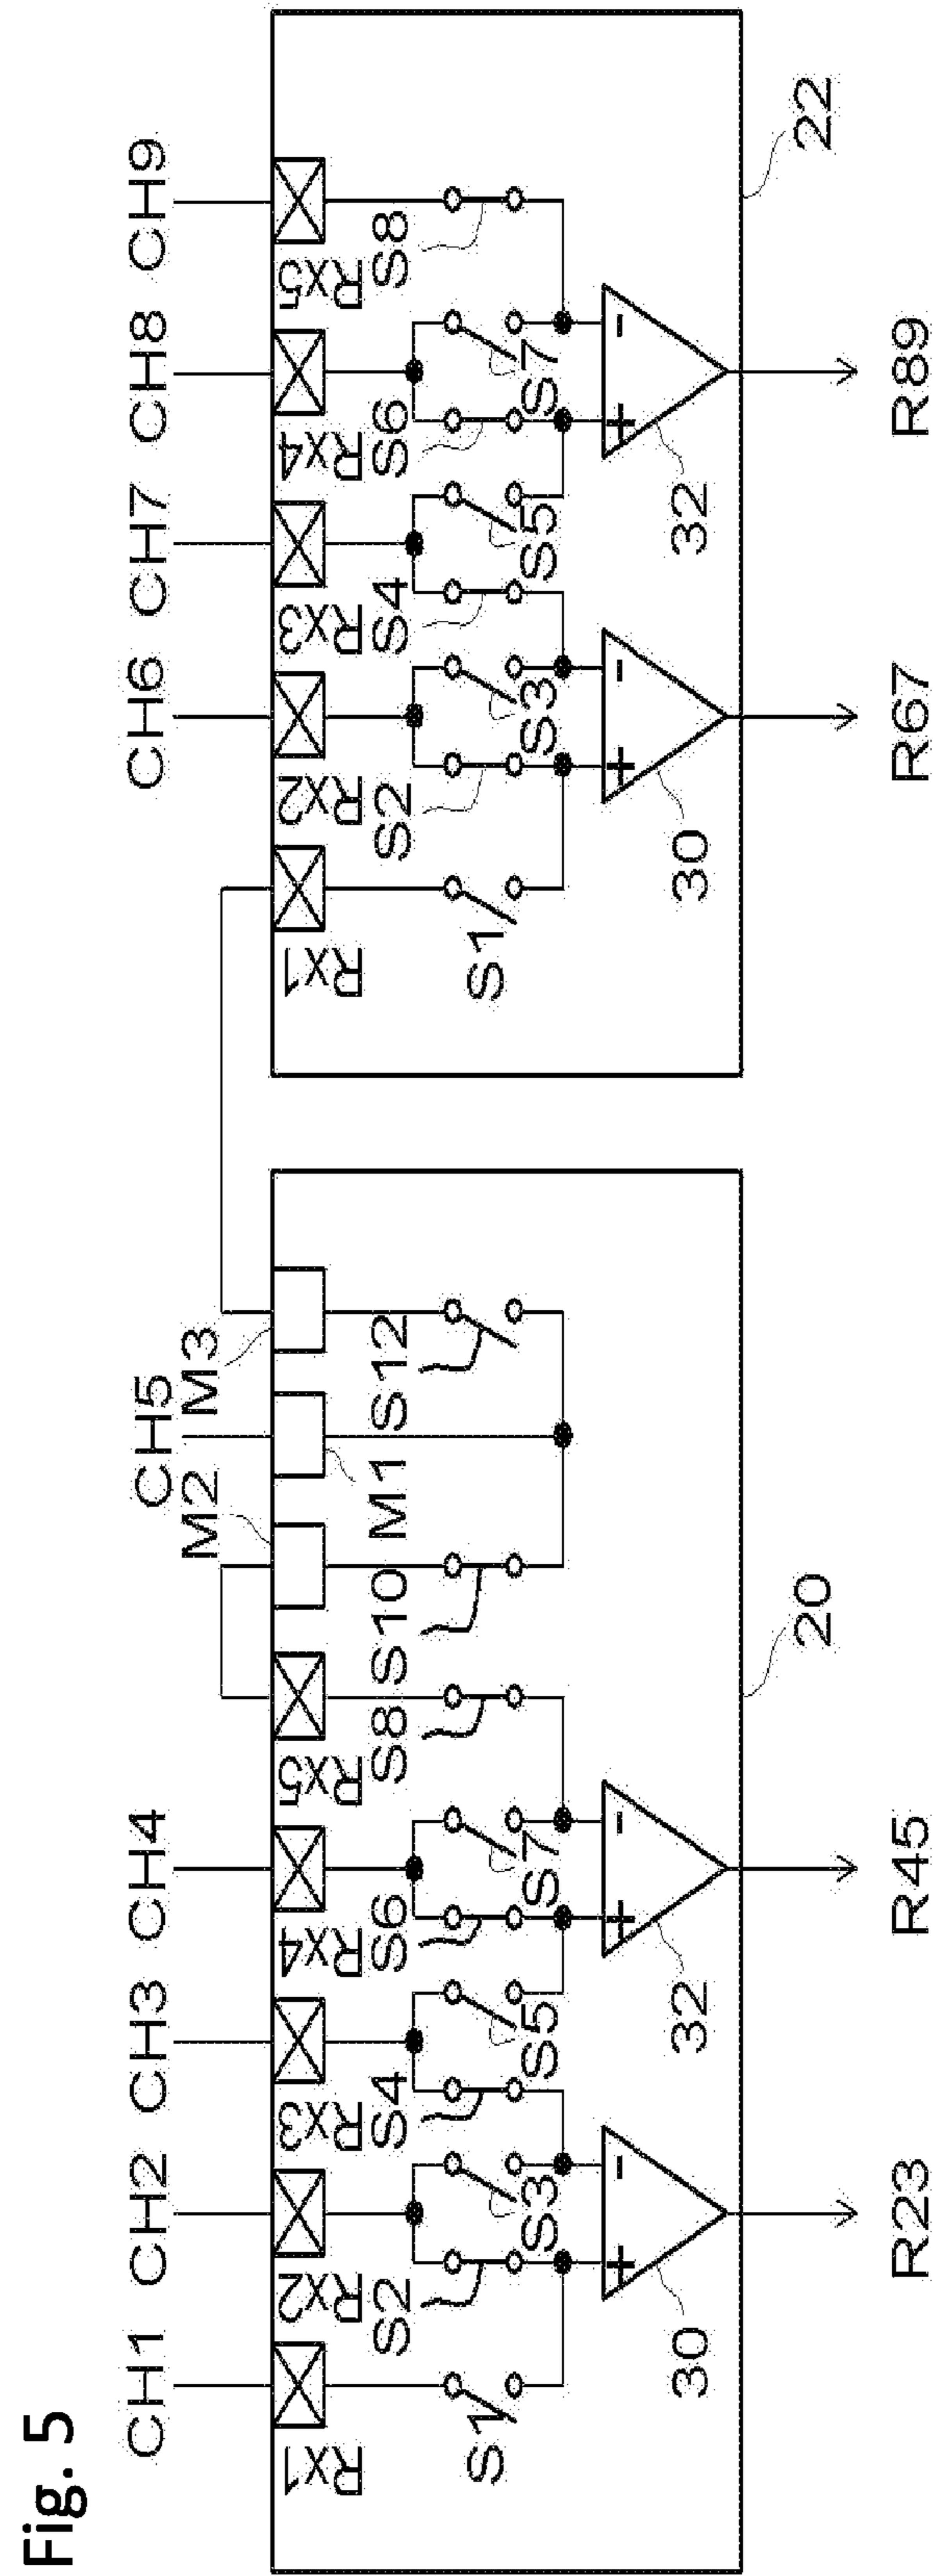 Fig. 5
CH1 CH2 CH3 CH4 CH5 CH6 CH7 CH8 CH9
M2 M3
Rx1 Rx2 Rx3 Rx4 Rx5 M1 Rx1 Rx2 Rx3 Rx4 Rx5
S2 S4 S6 S8 S10 S12 S2 S4 S6 S8
S1 S3 S5 S7 S1 S3 S5 S7
+ - + - + - + -
30 32 30 32
20 22
R23 R45 R67 R89